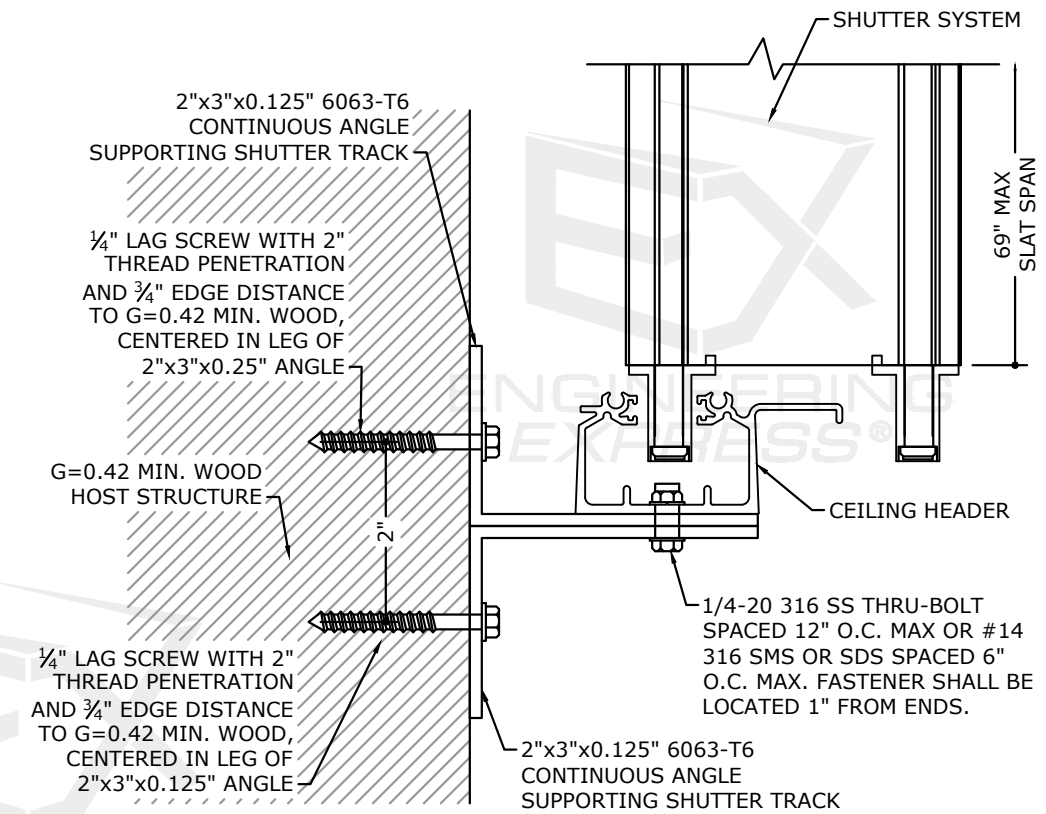 SHUTTER SYSTEM
2"x3"x0.125" 6063-T6
CONTINUOUS ANGLE
SUPPORTING SHUTTER TRACK
69" MAX
SLAT SPAN
¼" LAG SCREW WITH 2"
THREAD PENETRATION
AND ¾" EDGE DISTANCE
TO G=0.42 MIN. WOOD,
CENTERED IN LEG OF
2"x3"x0.25" ANGLE
ENGINEERING
EXPRESS®
G=0.42 MIN. WOOD
HOST STRUCTURE
2"
CEILING HEADER
1/4-20 316 SS THRU-BOLT
SPACED 12" O.C. MAX OR #14
316 SMS OR SDS SPACED 6"
O.C. MAX. FASTENER SHALL BE
LOCATED 1" FROM ENDS.
¼" LAG SCREW WITH 2"
THREAD PENETRATION
AND ¾" EDGE DISTANCE
TO G=0.42 MIN. WOOD,
CENTERED IN LEG OF
2"x3"x0.125" ANGLE
2"x3"x0.125" 6063-T6
CONTINUOUS ANGLE
SUPPORTING SHUTTER TRACK